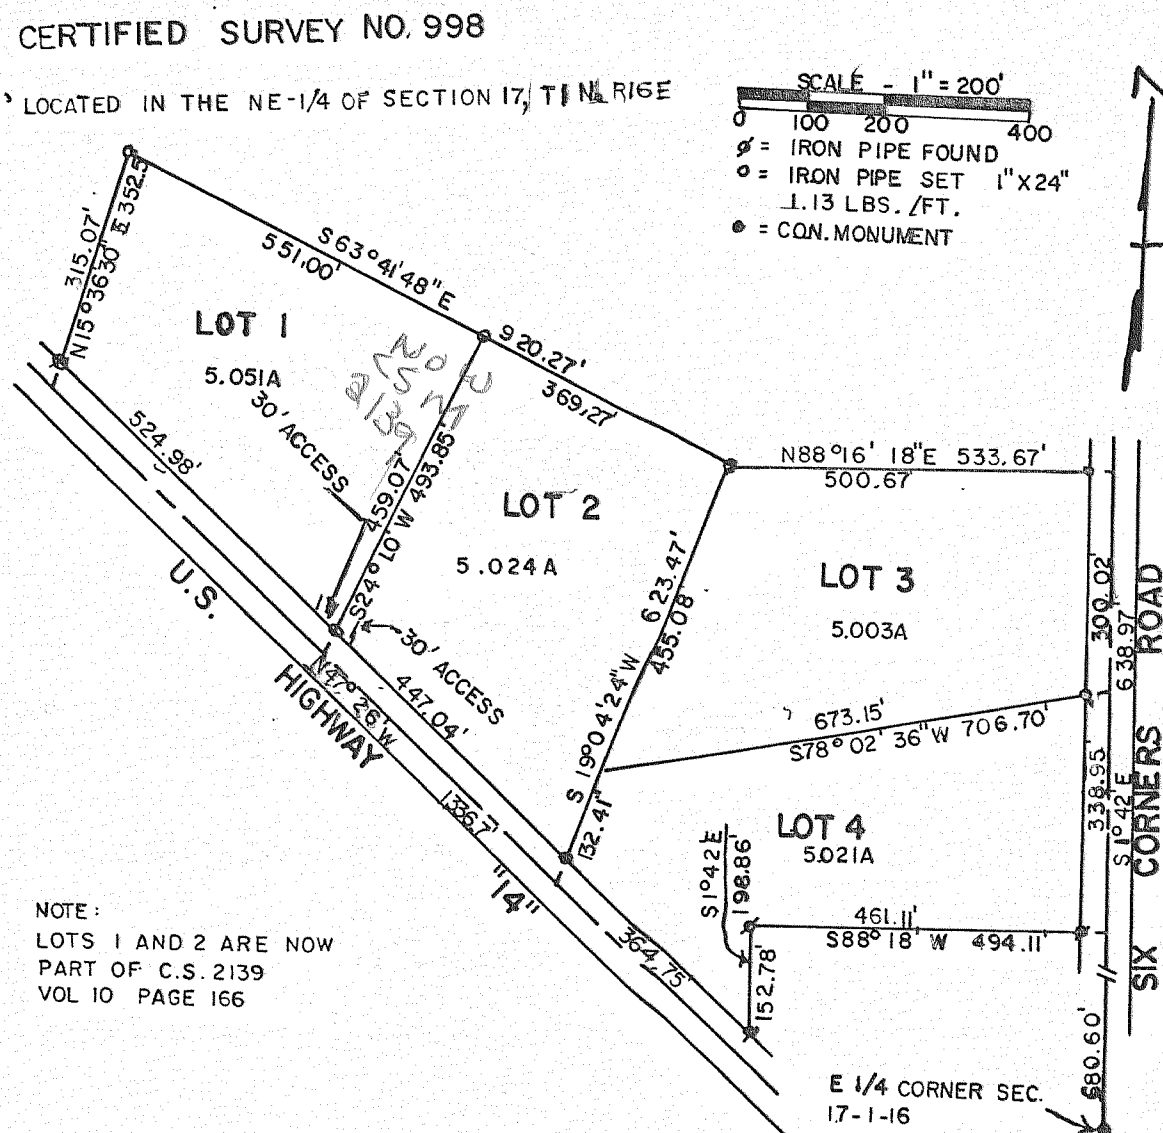 CERTIFIED SURVEY NO. 998
LOCATED IN THE NE-1/4 OF SECTION 17, T1N, R16E
SCALE - 1" = 200'
0 100 200 400
ø = IRON PIPE FOUND
o = IRON PIPE SET 1"X24"
1.13 LBS./FT.
● = CON. MONUMENT
315.07'
N15°36'30" E 352.5
S63°41'48"E
551.00'
920.27'
369.27'
LOT 1
5.051A
30' ACCESS
NOW
CSM
2139
524.98'
459.07'
S24°10'W 493.85'
LOT 2
5.024A
30' ACCESS
N88°16'18"E 533.67'
500.67'
LOT 3
5.003A
300.02'
638.97
S1°42'E
338.95'
SIX CORNERS ROAD
S 19°04'24"W 623.47'
455.08'
132.41'
673.15'
S78°02'36"W 706.70'
U.S. HIGHWAY "14"
N47°26'W
447.04'
1336.7'
364.75'
LOT 4
5.021A
S1°42'E
198.86'
152.78'
461.11'
S88°18'W 494.11'
680.60'
NOTE:
LOTS 1 AND 2 ARE NOW
PART OF C.S. 2139
VOL 10 PAGE 166
E 1/4 CORNER SEC.
17-1-16